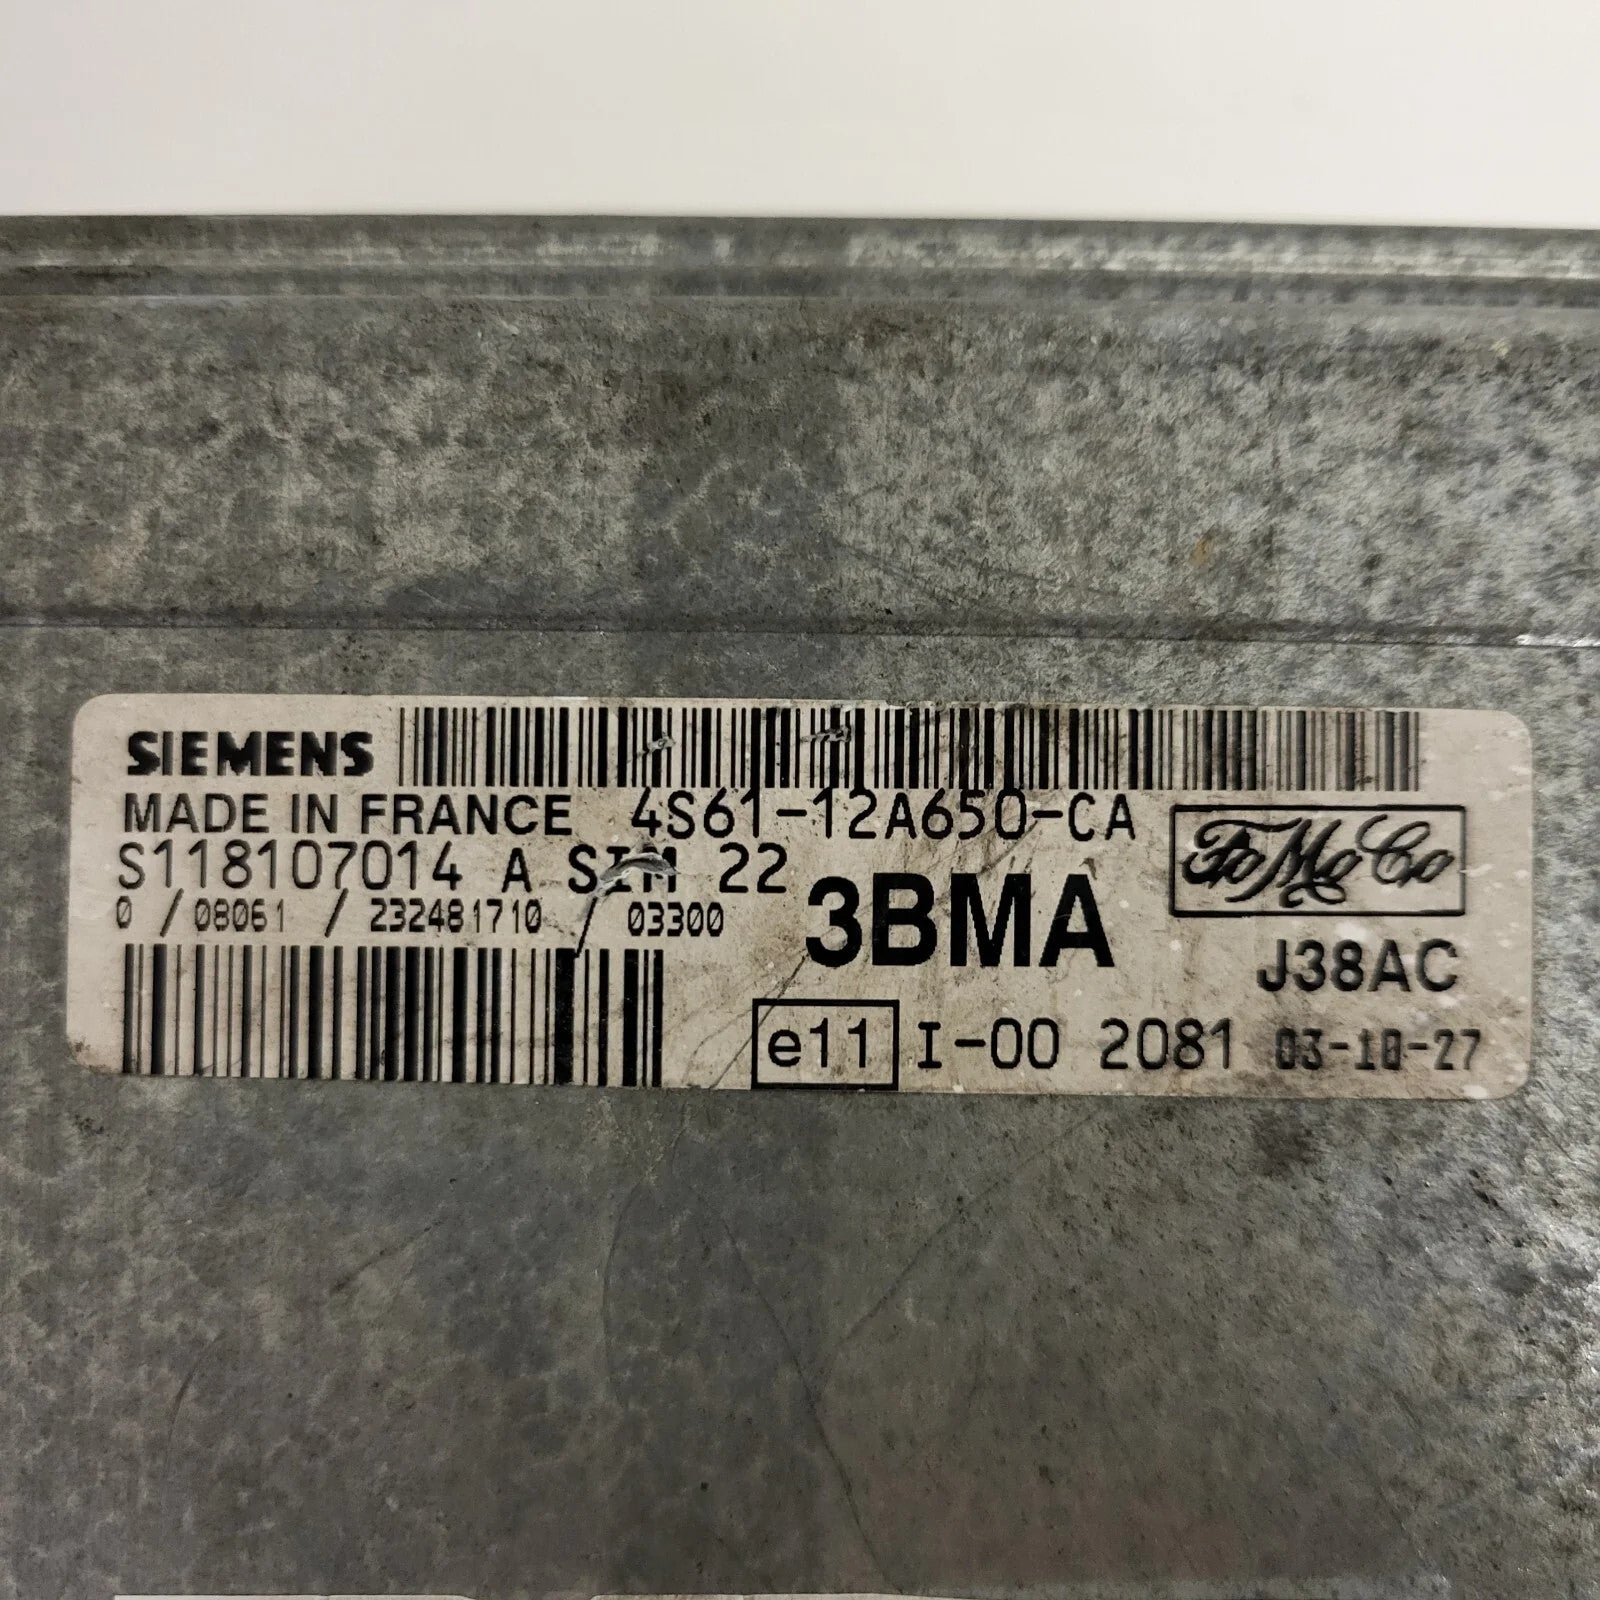 SIEMENS
MADE IN FRANCE 4S61-12A650-CA
FoMoCo
S118107014 A SIM 22
0 / 08061 / 232481710 / 03300
3BMA
J38AC
e11 I-00 2081 03-10-27